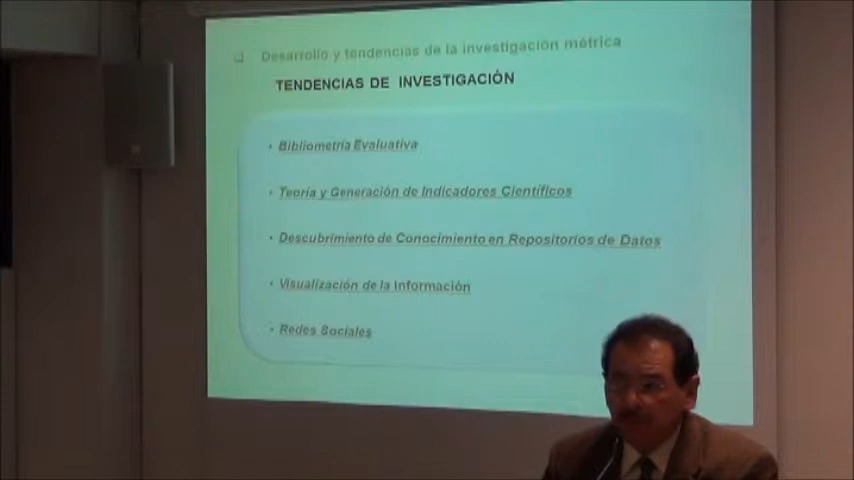 Desarrollo y tendencias de la investigación métrica
TENDENCIAS DE INVESTIGACIÓN
• Bibliometría Evaluativa
• Teoría y Generación de Indicadores Científicos
• Descubrimiento de Conocimiento en Repositorios de Datos
• Visualización de la Información
• Redes Sociales